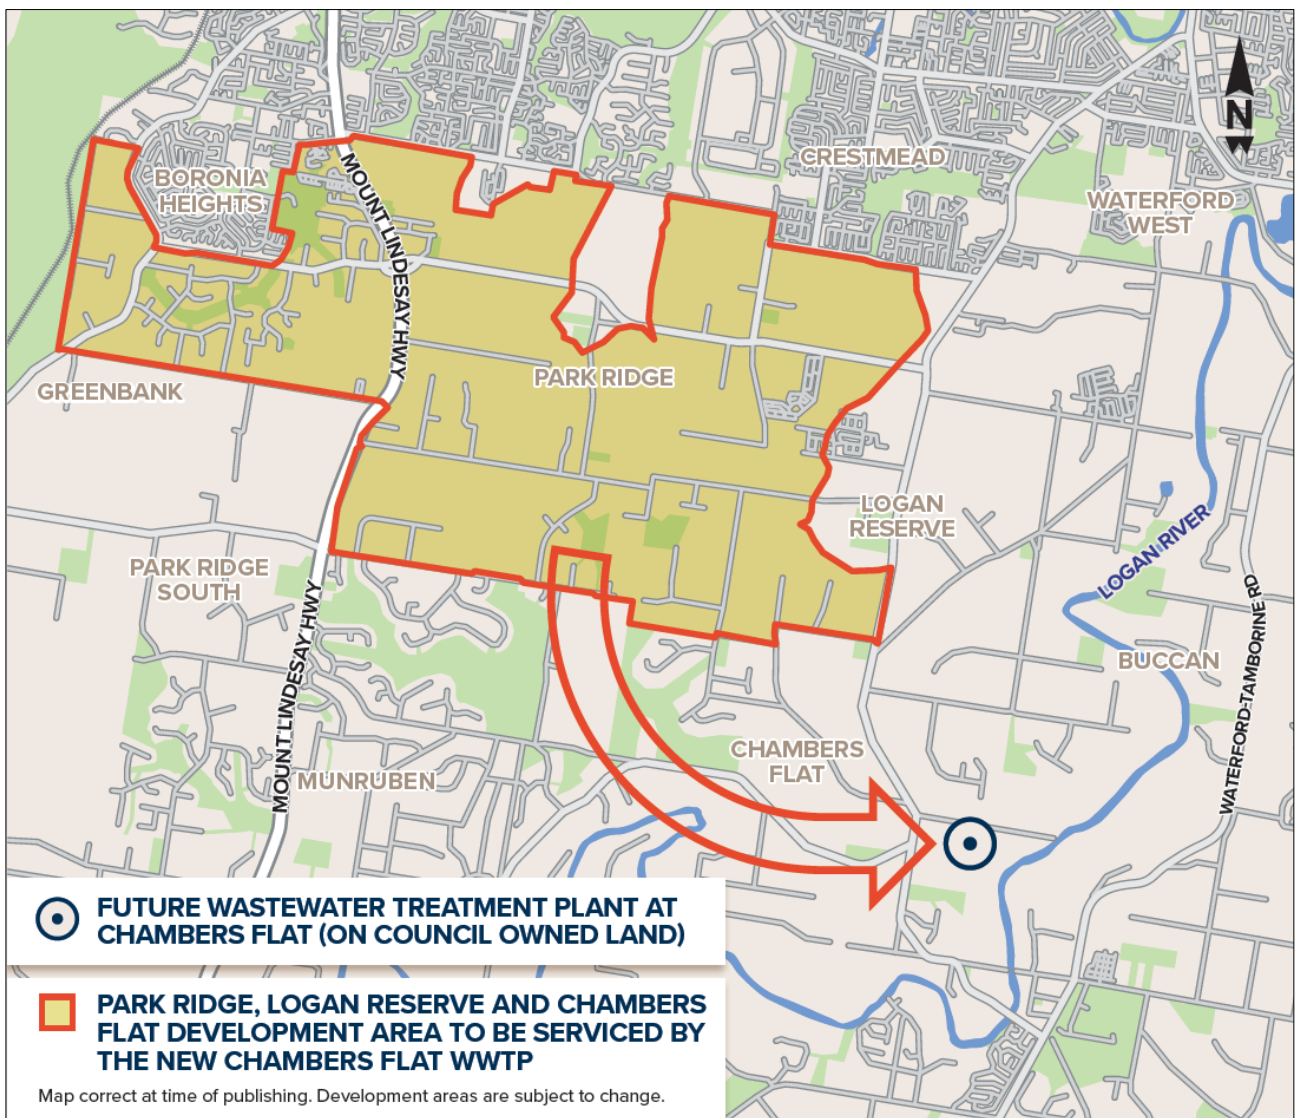 N
CRESTMEAD
BORONIA
HEIGHTS
WATERFORD
WEST
MOUNT LINDESAY HWY
PARK RIDGE
GREENBANK
LOGAN
RESERVE
LOGAN RIVER
PARK RIDGE
SOUTH
MOUNT LINDESAY HWY
WATERFORD-TAMBORINE RD
BUCCAN
CHAMBERS
FLAT
MUNRUBEN
FUTURE WASTEWATER TREATMENT PLANT AT
CHAMBERS FLAT (ON COUNCIL OWNED LAND)
PARK RIDGE, LOGAN RESERVE AND CHAMBERS
FLAT DEVELOPMENT AREA TO BE SERVICED BY
THE NEW CHAMBERS FLAT WWTP
Map correct at time of publishing. Development areas are subject to change.